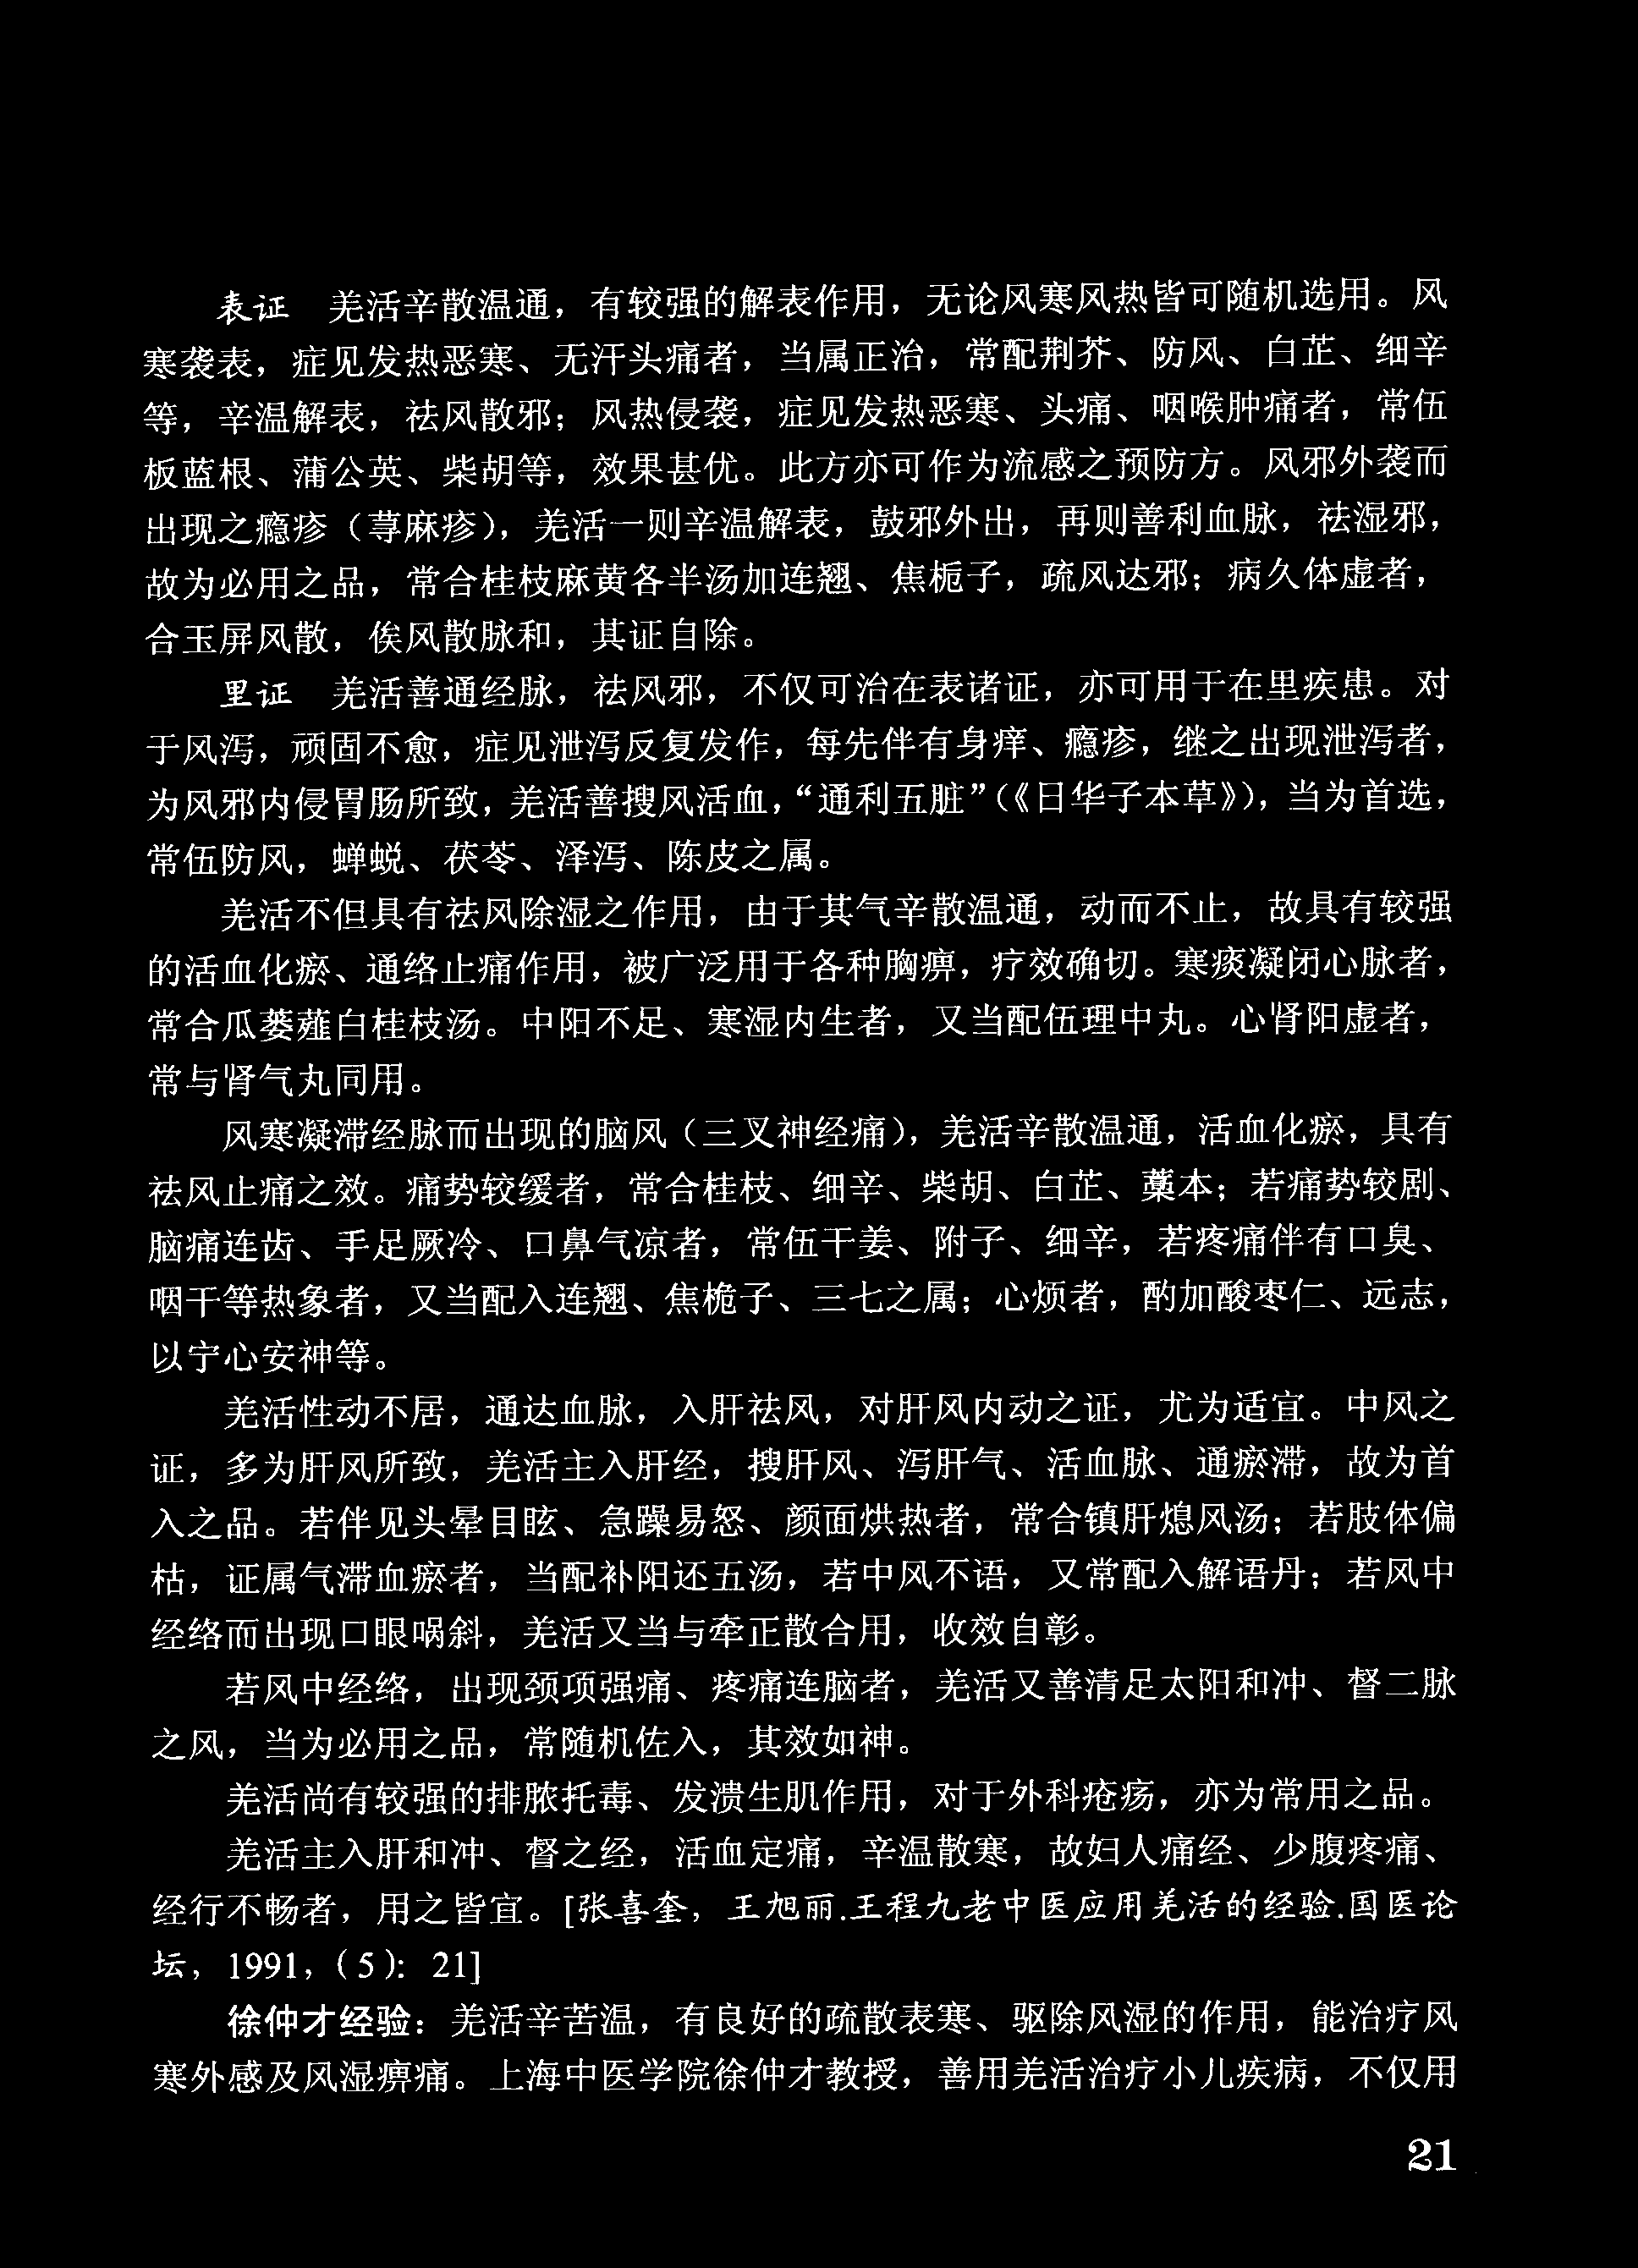 表证　羌活辛散温通，有较强的解表作用，无论风寒风热皆可随机选用。风
寒袭表，症见发热恶寒、无汗头痛者，当属正治，常配荆芥、防风、白芷、细辛
等，辛温解表，祛风散邪；风热侵袭，症见发热恶寒、头痛、咽喉肿痛者，常伍
板蓝根、蒲公英、柴胡等，效果甚优。此方亦可作为流感之预防方。风邪外袭而
出现之瘾疹（荨麻疹），羌活一则辛温解表，鼓邪外出，再则善利血脉，祛湿邪，
故为必用之品，常合桂枝麻黄各半汤加连翘、焦栀子，疏风达邪；病久体虚者，
合玉屏风散，俟风散脉和，其证自除。
里证　羌活善通经脉，祛风邪，不仅可治在表诸证，亦可用于在里疾患。对
于风泻，顽固不愈，症见泄泻反复发作，每先伴有身痒、瘾疹，继之出现泄泻者，
为风邪内侵胃肠所致，羌活善搜风活血，“通利五脏”（《日华子本草》），当为首选，
常伍防风，蝉蜕、茯苓、泽泻、陈皮之属。
羌活不但具有祛风除湿之作用，由于其气辛散温通，动而不止，故具有较强
的活血化瘀、通络止痛作用，被广泛用于各种胸痹，疗效确切。寒痰凝闭心脉者，
常合瓜蒌薤白桂枝汤。中阳不足、寒湿内生者，又当配伍理中丸。心肾阳虚者，
常与肾气丸同用。
风寒凝滞经脉而出现的脑风（三叉神经痛），羌活辛散温通，活血化瘀，具有
祛风止痛之效。痛势较缓者，常合桂枝、细辛、柴胡、白芷、藁本；若痛势较剧、
脑痛连齿、手足厥冷、口鼻气凉者，常伍干姜、附子、细辛，若疼痛伴有口臭、
咽干等热象者，又当配入连翘、焦桅子、三七之属；心烦者，酌加酸枣仁、远志，
以宁心安神等。
羌活性动不居，通达血脉，入肝祛风，对肝风内动之证，尤为适宜。中风之
证，多为肝风所致，羌活主入肝经，搜肝风、泻肝气、活血脉、通瘀滞，故为首
入之品。若伴见头晕目眩、急躁易怒、颜面烘热者，常合镇肝熄风汤；若肢体偏
枯，证属气滞血瘀者，当配补阳还五汤，若中风不语，又常配入解语丹；若风中
经络而出现口眼㖞斜，羌活又当与牵正散合用，收效自彰。
若风中经络，出现颈项强痛、疼痛连脑者，羌活又善清足太阳和冲、督二脉
之风，当为必用之品，常随机佐入，其效如神。
羌活尚有较强的排脓托毒、发溃生肌作用，对于外科疮疡，亦为常用之品。
羌活主入肝和冲、督之经，活血定痛，辛温散寒，故妇人痛经、少腹疼痛、
经行不畅者，用之皆宜。[张喜奎，王旭丽.王程九老中医应用羌活的经验.国医论
坛，1991，（5）：21]
徐仲才经验：羌活辛苦温，有良好的疏散表寒、驱除风湿的作用，能治疗风
寒外感及风湿痹痛。上海中医学院徐仲才教授，善用羌活治疗小儿疾病，不仅用
21